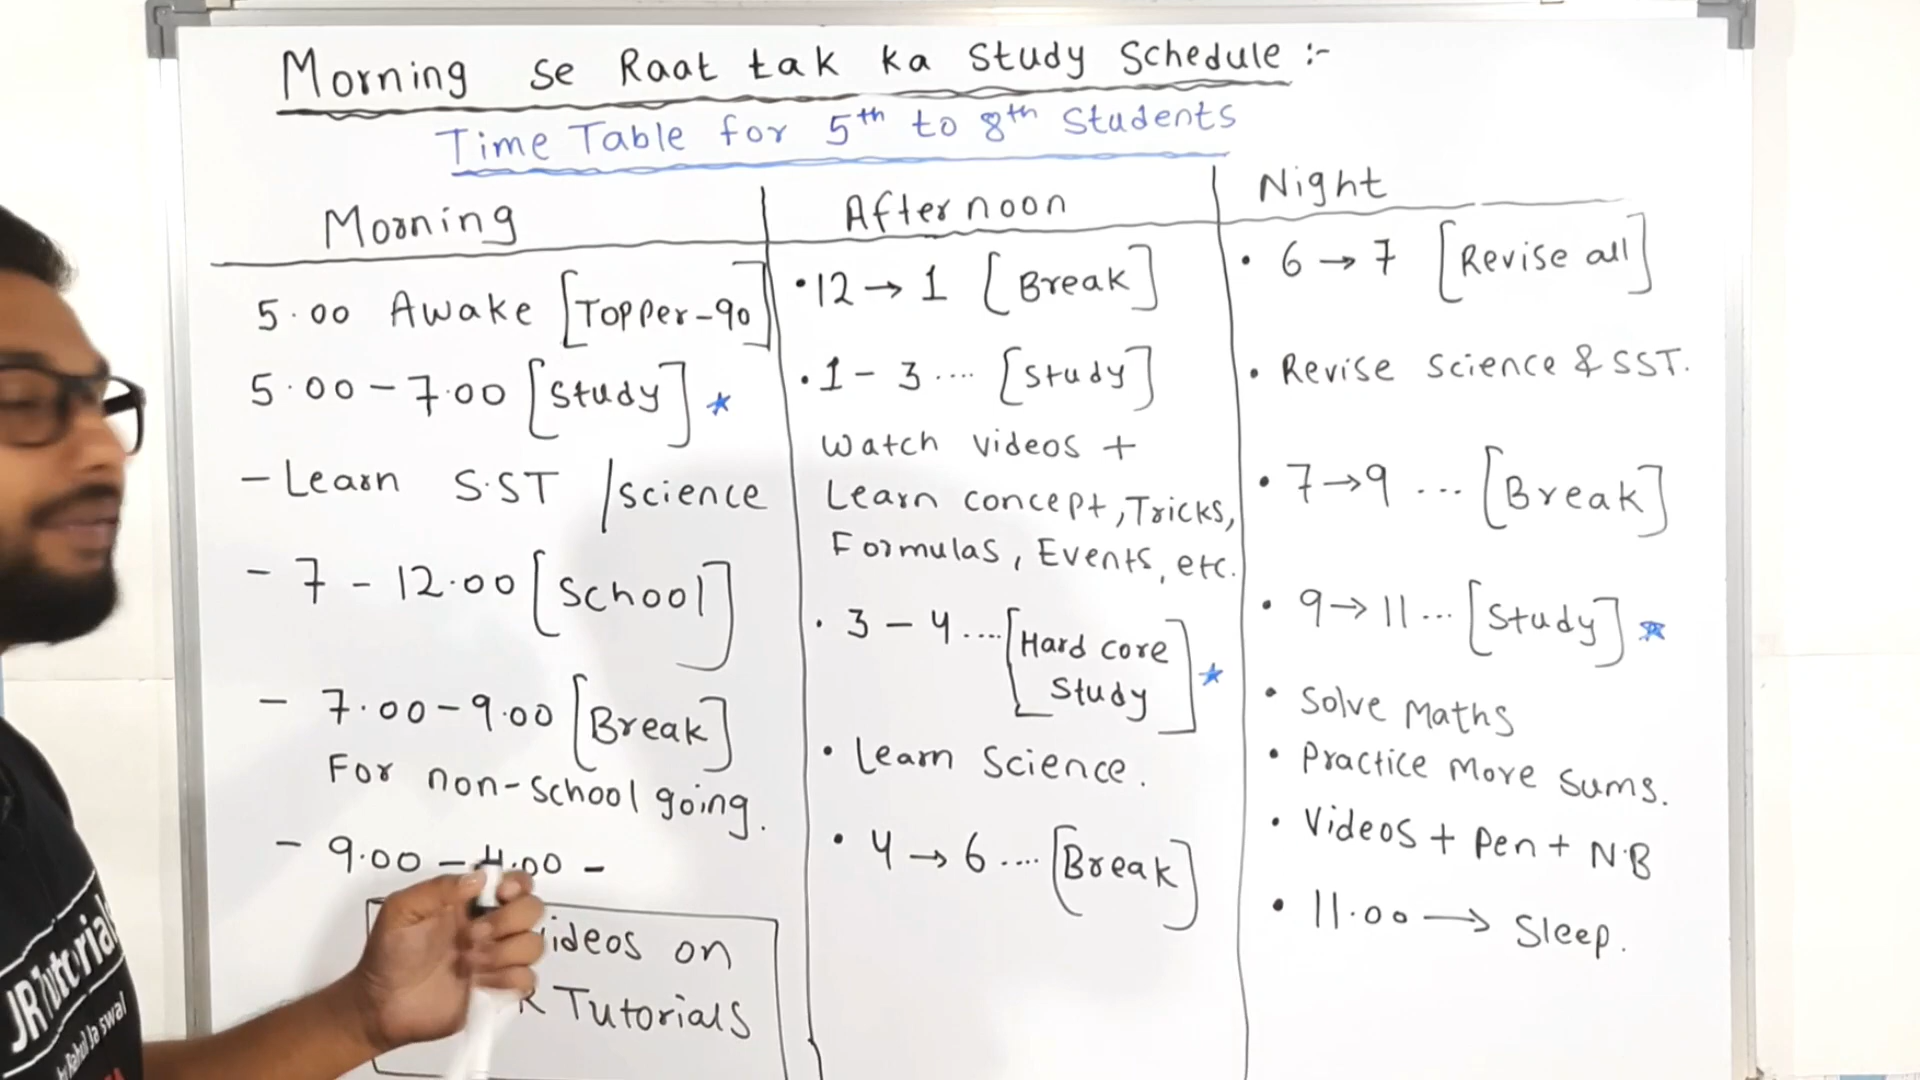 Morning se Raat tak ka Study Schedule :-
Time Table for 5th to 8th Students
Morning
5.00 Awake [Topper-90]
5.00 - 7.00 [Study] ★
- Learn S.ST / science
- 7 - 12.00 [School]
- 7.00 - 9.00 [Break]
For non-school going.
- 9.00 - 4.00 -
ideos on
R Tutorials
Afternoon
• 12 → 1 [Break]
• 1 - 3 .... [study]
Watch videos +
Learn concept, Tricks,
Formulas, Events, etc.
• 3 - 4 .... [Hard core
Study] ★
• Learn Science.
• 4 → 6 .... [Break]
Night
• 6 → 7 [Revise all]
• Revise Science & SST.
• 7 → 9 ... [Break]
• 9 → 11 ... [Study] ★
• Solve Maths
• Practice More Sums.
• Videos + Pen + N.B
• 11.00 → Sleep.
JR Tutorials
by Rahul Jaswal